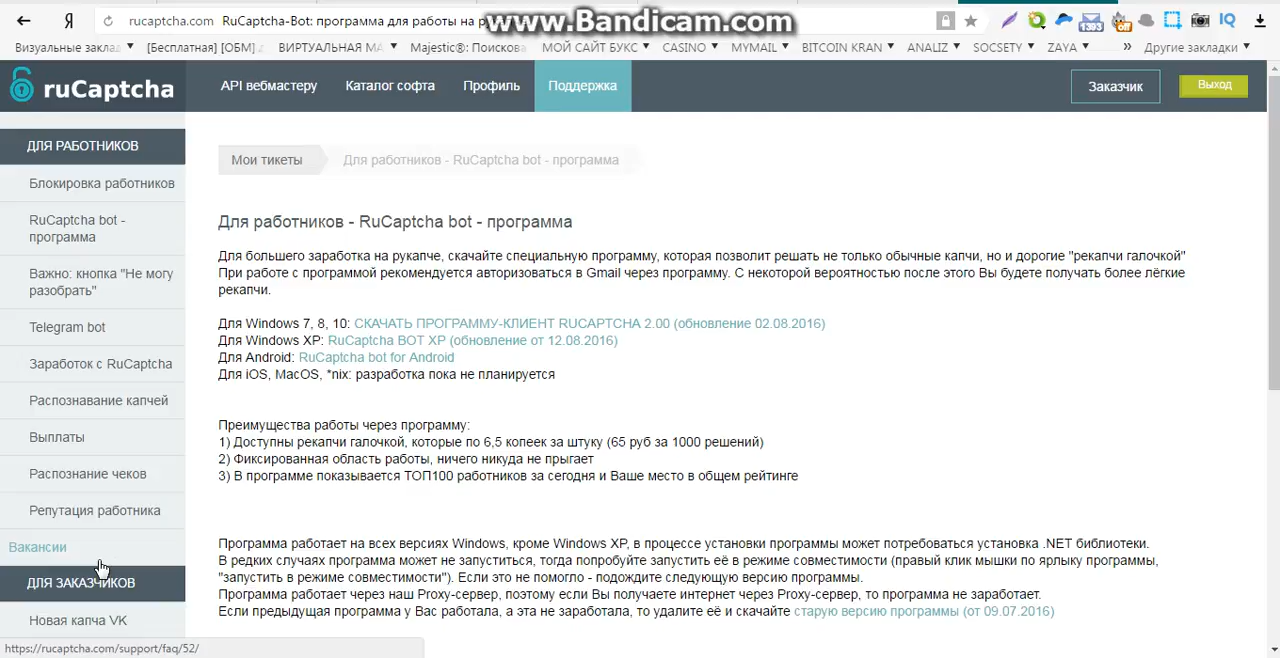 rucaptcha.com RuCaptcha-Bot: программа для работы на р
www.Bandicam.com
1393
off
IQ
Визуальные заклад
[Бесплатная] [ОБМ]
ВИРТУАЛЬНАЯ МА
Majestic®: Поискова
МОЙ САЙТ БУКС
CASINO
MYMAIL
BITCOIN KRAN
ANALIZ
SOCSETY
ZAYA
»
Другие закладки
ruCaptcha
API вебмастеру
Каталог софта
Профиль
Поддержка
Заказчик
Выход
ДЛЯ РАБОТНИКОВ
Блокировка работников
RuCaptcha bot -
программа
Важно: кнопка "Не могу
разобрать"
Telegram bot
Заработок с RuCaptcha
Распознавание капчей
Выплаты
Распознание чеков
Репутация работника
Вакансии
ДЛЯ ЗАКАЗЧИКОВ
Новая капча VK
https://rucaptcha.com/support/faq/52/
Мои тикеты
Для работников - RuCaptcha bot - программа
Для работников - RuCaptcha bot - программа
Для большего заработка на рукапче, скачайте специальную программу, которая позволит решать не только обычные капчи, но и дорогие "рекапчи галочкой"
При работе с программой рекомендуется авторизоваться в Gmail через программу. С некоторой вероятностью после этого Вы будете получать более лёгкие
рекапчи.
Для Windows 7, 8, 10: СКАЧАТЬ ПРОГРАММУ-КЛИЕНТ RUCAPTCHA 2.00 (обновление 02.08.2016)
Для Windows XP: RuCaptcha BOT XP (обновление от 12.08.2016)
Для Android: RuCaptcha bot for Android
Для iOS, MacOS, *nix: разработка пока не планируется
Преимущества работы через программу:
1) Доступны рекапчи галочкой, которые по 6,5 копеек за штуку (65 руб за 1000 решений)
2) Фиксированная область работы, ничего никуда не прыгает
3) В программе показывается ТОП100 работников за сегодня и Ваше место в общем рейтинге
Программа работает на всех версиях Windows, кроме Windows XP, в процессе установки программы может потребоваться установка .NET библиотеки.
В редких случаях программа может не запуститься, тогда попробуйте запустить её в режиме совместимости (правый клик мышки по ярлыку программы,
"запустить в режиме совместимости"). Если это не помогло - подождите следующую версию программы.
Программа работает через наш Proxy-сервер, поэтому если Вы получаете интернет через Proxy-сервер, то программа не заработает.
Если предыдущая программа у Вас работала, а эта не заработала, то удалите её и скачайте старую версию программы (от 09.07.2016)